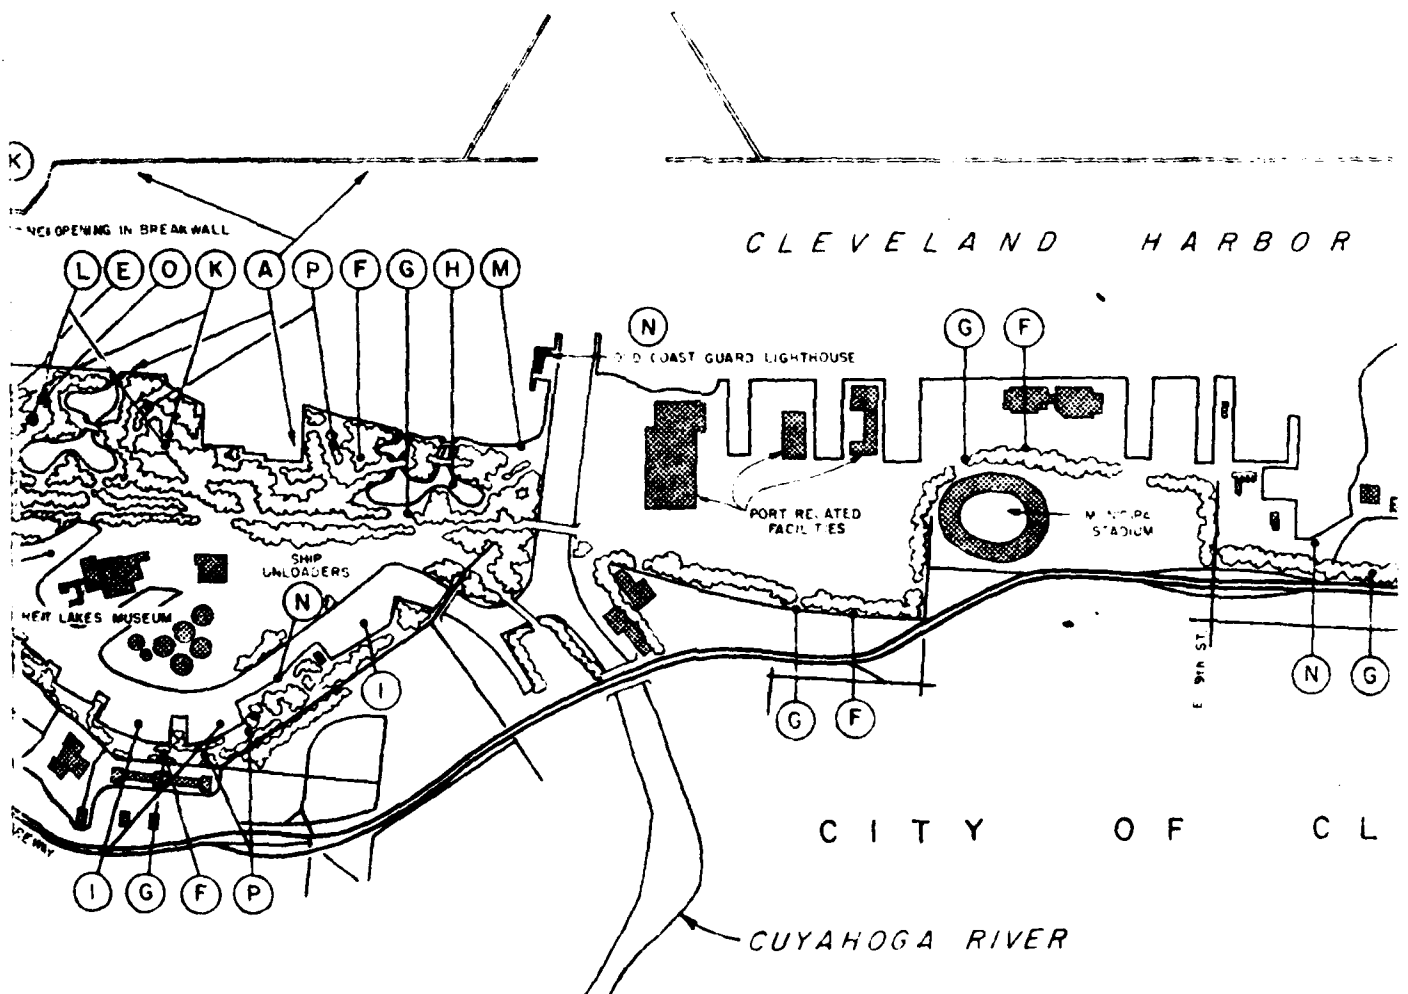 K
OPENING IN BREAKWALL
CLEVELAND HARBOR
L E O K A P F G H M
N
G F
COAST GUARD LIGHTHOUSE
PORT RELATED
FACILITIES
STADIUM
SHIP
UNLOADERS
N
LAKES MUSEUM
I
N G
E 9th ST
G F
CITY OF CL
I G F P
CUYAHOGA RIVER